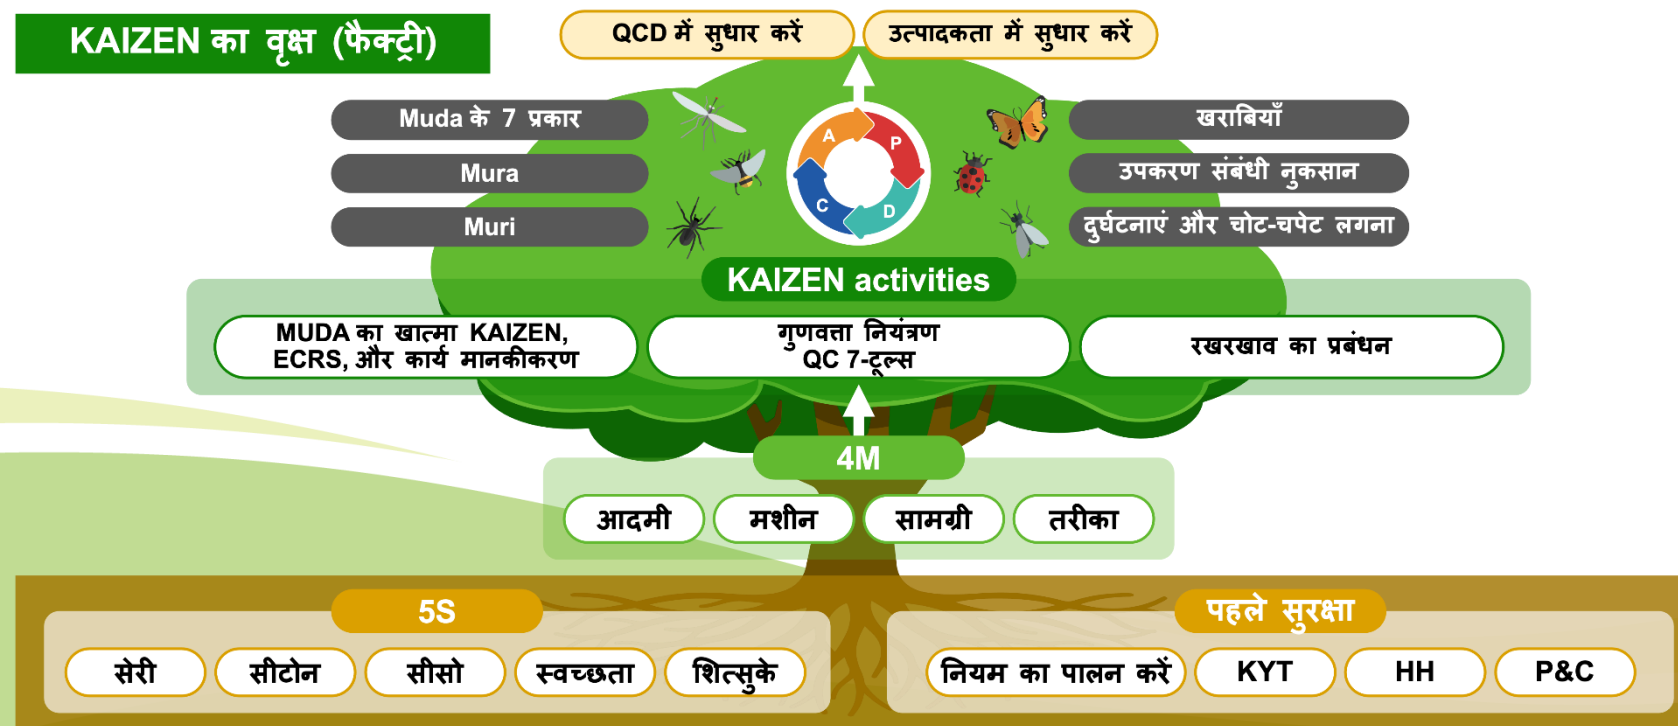 KAIZEN का वृक्ष (फैक्ट्री)
QCD में सुधार करें
उत्पादकता में सुधार करें
Muda के 7 प्रकार
Mura
Muri
खराबियाँ
उपकरण संबंधी नुकसान
दुर्घटनाएं और चोट-चपेट लगना
A
P
C
D
KAIZEN activities
MUDA का खात्मा KAIZEN,
ECRS, और कार्य मानकीकरण
गुणवत्ता नियंत्रण
QC 7-टूल्स
रखरखाव का प्रबंधन
4M
आदमी
मशीन
सामग्री
तरीका
5S
सेरी
सीटोन
सीसो
स्वच्छता
शित्सुके
पहले सुरक्षा
नियम का पालन करें
KYT
HH
P&C